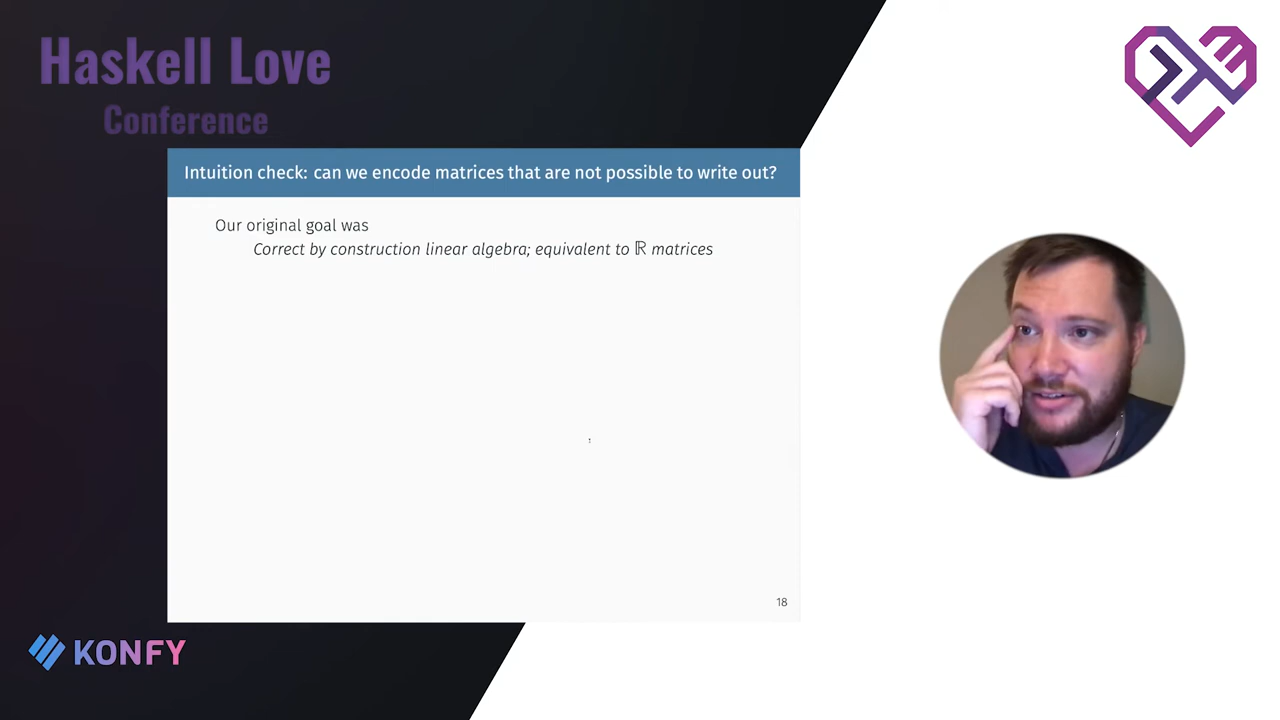 Haskell Love
Conference
Intuition check: can we encode matrices that are not possible to write out?
Our original goal was
Correct by construction linear algebra; equivalent to ℝ matrices
18
KONFY